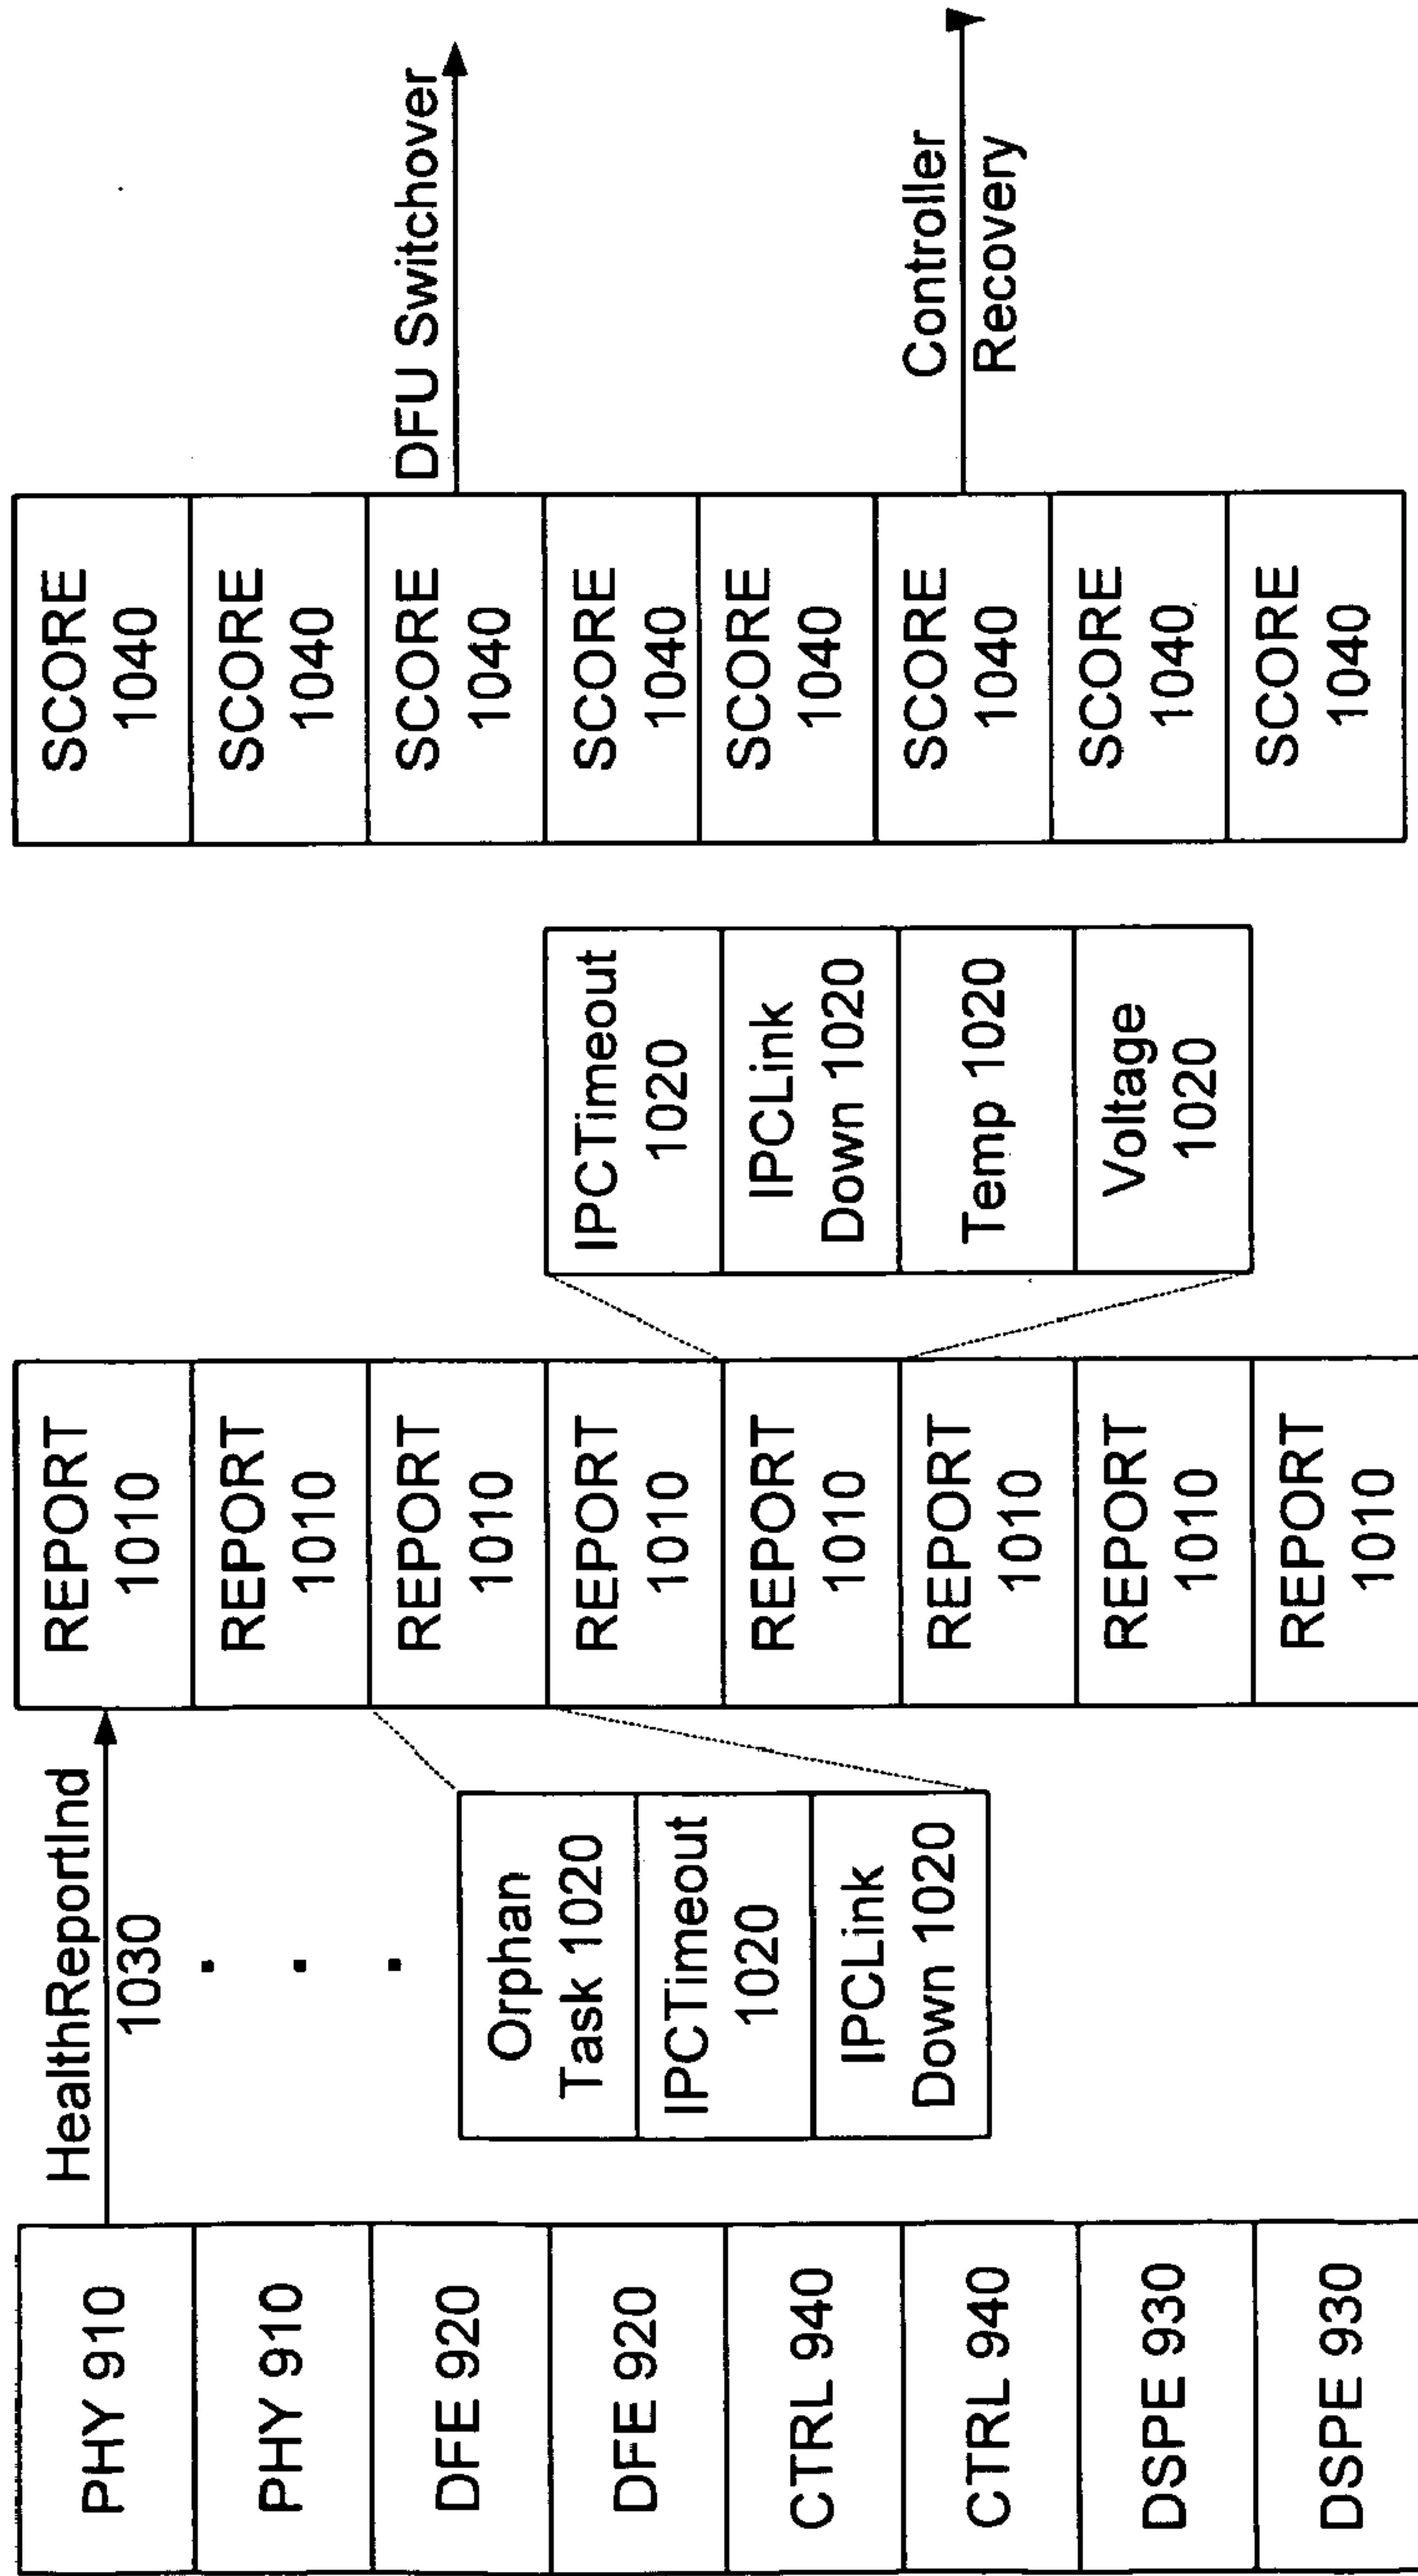 PHY 910
PHY 910
DFE 920
DFE 920
CTRL 940
CTRL 940
DSPE 930
DSPE 930
HealthReportInd
1030
Orphan
Task 1020
IPCTimeout
1020
IPCLink
Down 1020
REPORT
1010
REPORT
1010
REPORT
1010
REPORT
1010
REPORT
1010
REPORT
1010
REPORT
1010
REPORT
1010
IPCTimeout
1020
IPCLink
Down 1020
Temp 1020
Voltage
1020
SCORE
1040
SCORE
1040
SCORE
1040
SCORE
1040
SCORE
1040
SCORE
1040
SCORE
1040
SCORE
1040
DFU Switchover
Controller
Recovery